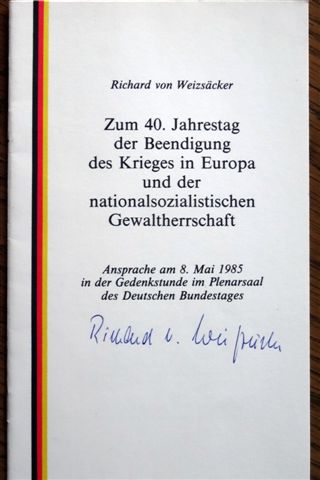 Richard von Weizsäcker
Zum 40. Jahrestag
der Beendigung
des Krieges in Europa
und der
nationalsozialistischen
Gewaltherrschaft
Ansprache am 8. Mai 1985
in der Gedenkstunde im Plenarsaal
des Deutschen Bundestages
Richard v. Weizsäcker